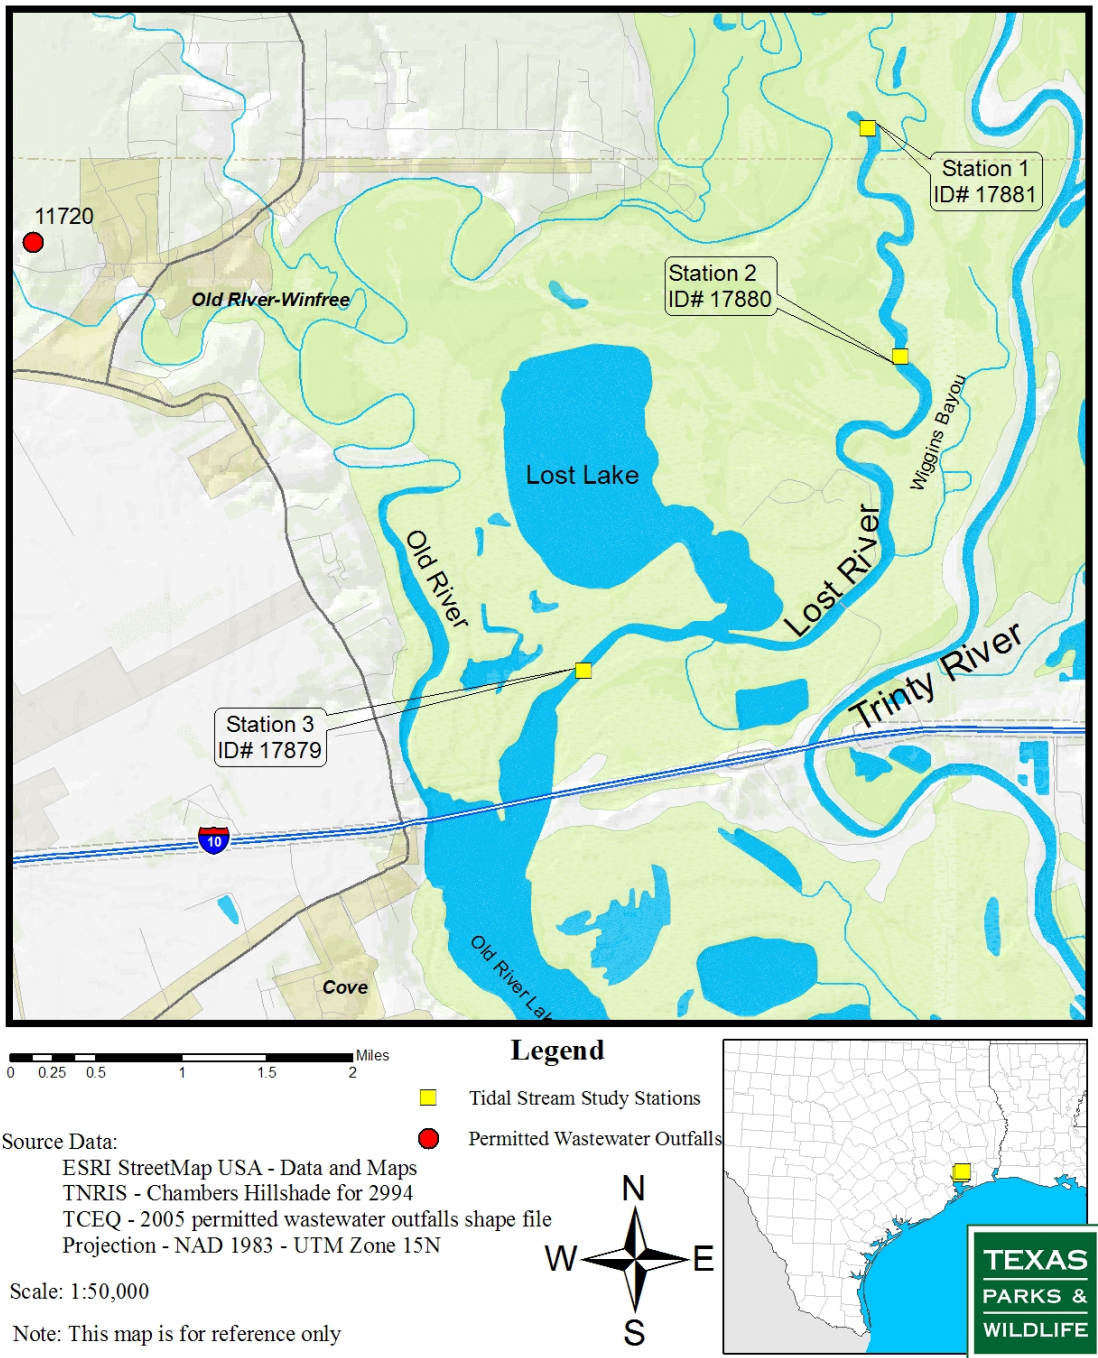 Station 1
ID# 17881
11720
Station 2
ID# 17880
Old RIver-Winfree
Wiggins Bayou
Lost Lake
Lost River
Old River
Trinty River
Station 3
ID# 17879
10
Old River Lake
Cove
Miles
0 0.25 0.5 1 1.5 2
Legend
Tidal Stream Study Stations
Permitted Wastewater Outfalls
Source Data:
ESRI StreetMap USA - Data and Maps
TNRIS - Chambers Hillshade for 2994
TCEQ - 2005 permitted wastewater outfalls shape file
Projection - NAD 1983 - UTM Zone 15N
Scale: 1:50,000
Note: This map is for reference only
N
W E
S
TEXAS
PARKS &
WILDLIFE